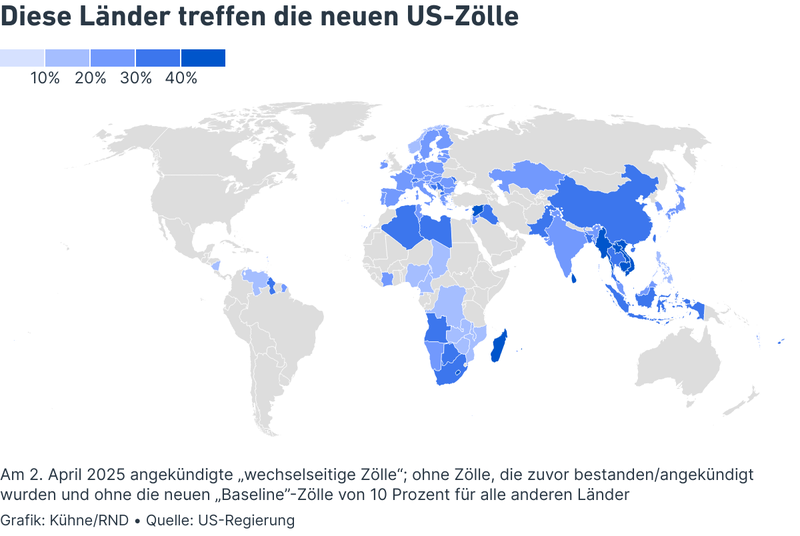 Diese Länder treffen die neuen US-Zölle
10% 20% 30% 40%
Am 2. April 2025 angekündigte „wechselseitige Zölle“; ohne Zölle, die zuvor bestanden/angekündigt
wurden und ohne die neuen „Baseline”-Zölle von 10 Prozent für alle anderen Länder
Grafik: Kühne/RND • Quelle: US-Regierung